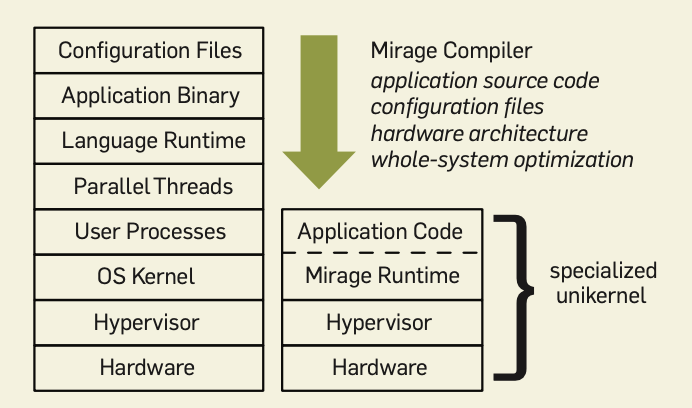 Configuration Files
Application Binary
Language Runtime
Parallel Threads
User Processes
OS Kernel
Hypervisor
Hardware
Mirage Compiler
application source code
configuration files
hardware architecture
whole-system optimization
Application Code
Mirage Runtime
Hypervisor
Hardware
specialized
unikernel